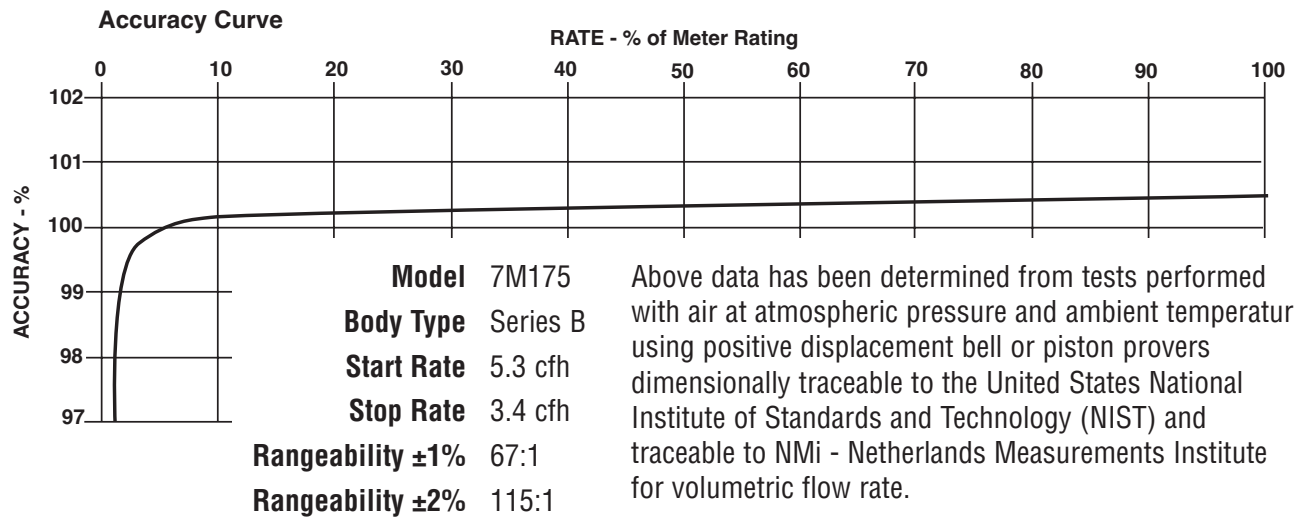 Accuracy Curve
RATE - % of Meter Rating
0 10 20 30 40 50 60 70 80 90 100
102
101
100
99
98
97
ACCURACY - %
Model 7M175
Body Type Series B
Start Rate 5.3 cfh
Stop Rate 3.4 cfh
Rangeability ±1% 67:1
Rangeability ±2% 115:1
Above data has been determined from tests performed
with air at atmospheric pressure and ambient temperatur
using positive displacement bell or piston provers
dimensionally traceable to the United States National
Institute of Standards and Technology (NIST) and
traceable to NMi - Netherlands Measurements Institute
for volumetric flow rate.